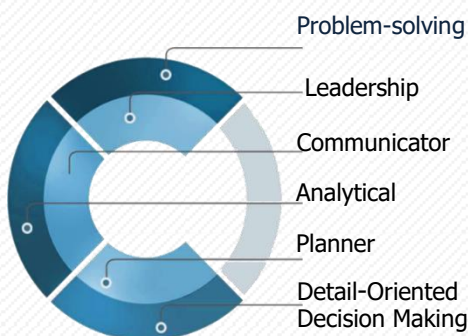 Problem-solving
Leadership
Communicator
Analytical
Planner
Detail-Oriented
Decision Making